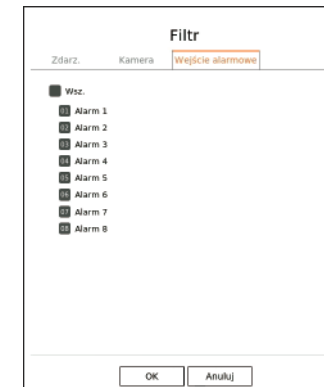 Filtr
Zdarz. Kamera Wejście alarmowe
Wsz.
01 Alarm 1
02 Alarm 2
03 Alarm 3
04 Alarm 4
05 Alarm 5
06 Alarm 6
07 Alarm 7
08 Alarm 8
OK Anuluj